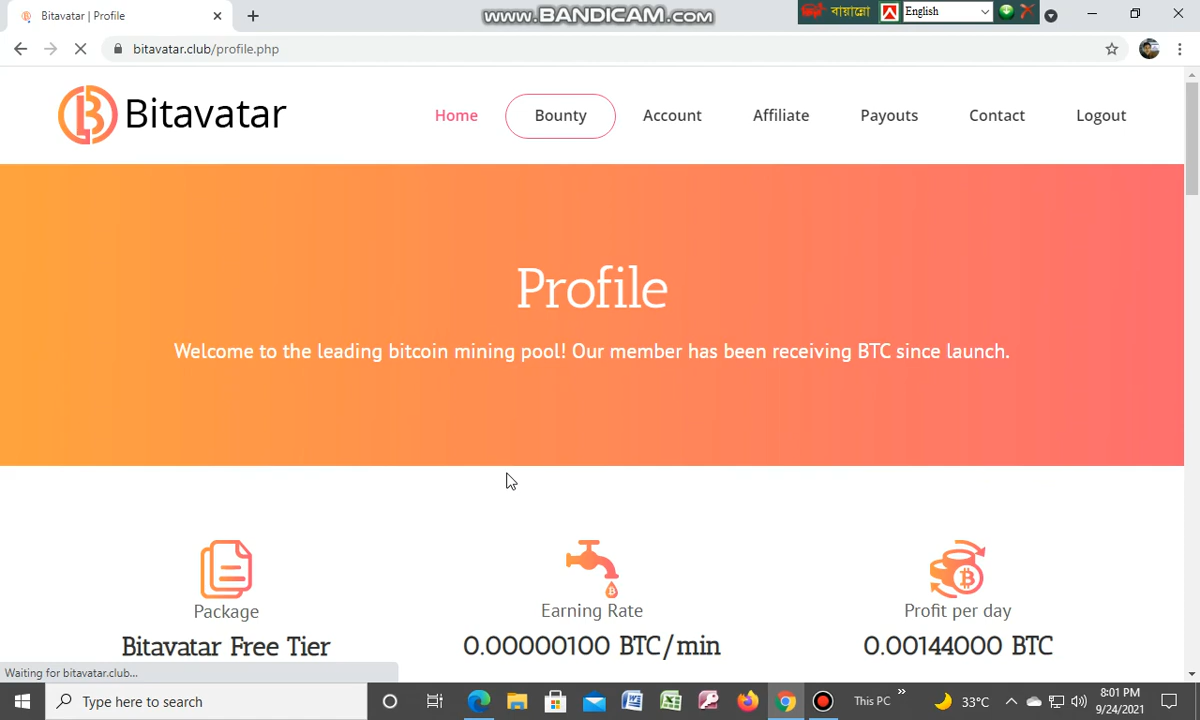 Bitavatar | Profile
www.BANDICAM.com
বায়ান্নো
English
bitavatar.club/profile.php
Bitavatar
Home
Bounty
Account
Affiliate
Payouts
Contact
Logout
Profile
Welcome to the leading bitcoin mining pool! Our member has been receiving BTC since launch.
Package
Earning Rate
Profit per day
Bitavatar Free Tier
0.00000100 BTC/min
0.00144000 BTC
Waiting for bitavatar.club...
Type here to search
This PC
33°C
8:01 PM
9/24/2021